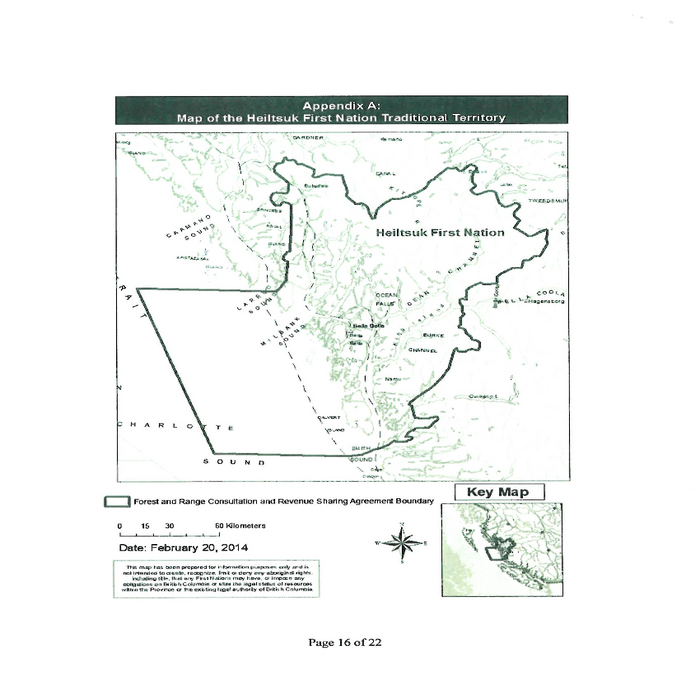 Appendix A:
Map of the Heiltsuk First Nation Traditional Territory
GARDNER
CANAL
TWEEDSMUIR
CAAMANO
SOUND
Heiltsuk First Nation
LAREDO
SOUND
MILBANK
SOUND
OCEAN
FALLS
DEAN CHANNEL
BELLA COOLA
Hagensborg
Bella Bella
BURKE
CHANNEL
Namu
CHARLOTTE
SOUND
CALVERT
ISLAND
SMITH
SOUND
Forest and Range Consultation and Revenue Sharing Agreement Boundary
Key Map
0 15 30 60 Kilometers
Date: February 20, 2014
N
W E
S
This map has been prepared for information purposes only and is
not intended to create, recognize, limit or deny any aboriginal rights,
including title, that any First Nations may have, or impose any
obligations on British Columbia or alter the legal status of resources
within the Province or the existing legal authority of British Columbia.
Page 16 of 22